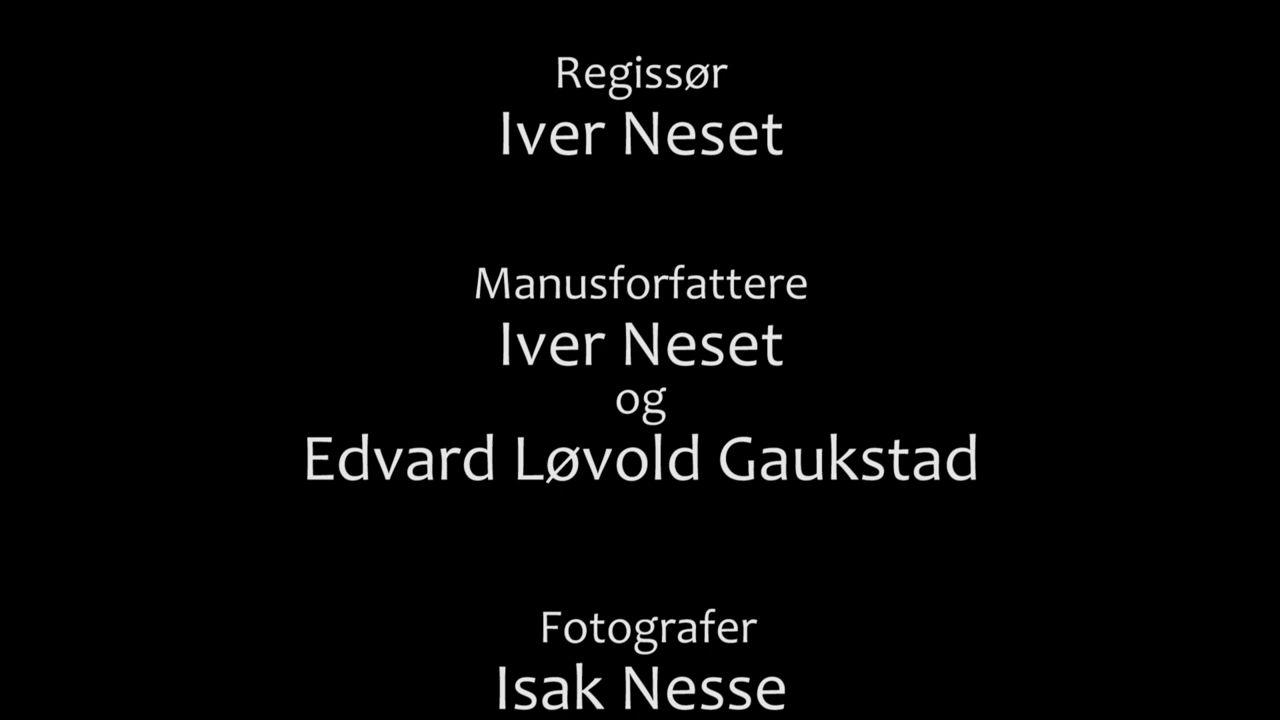 Regissør
Iver Neset
Manusforfattere
Iver Neset
og
Edvard Løvold Gaukstad
Fotografer
Isak Nesse